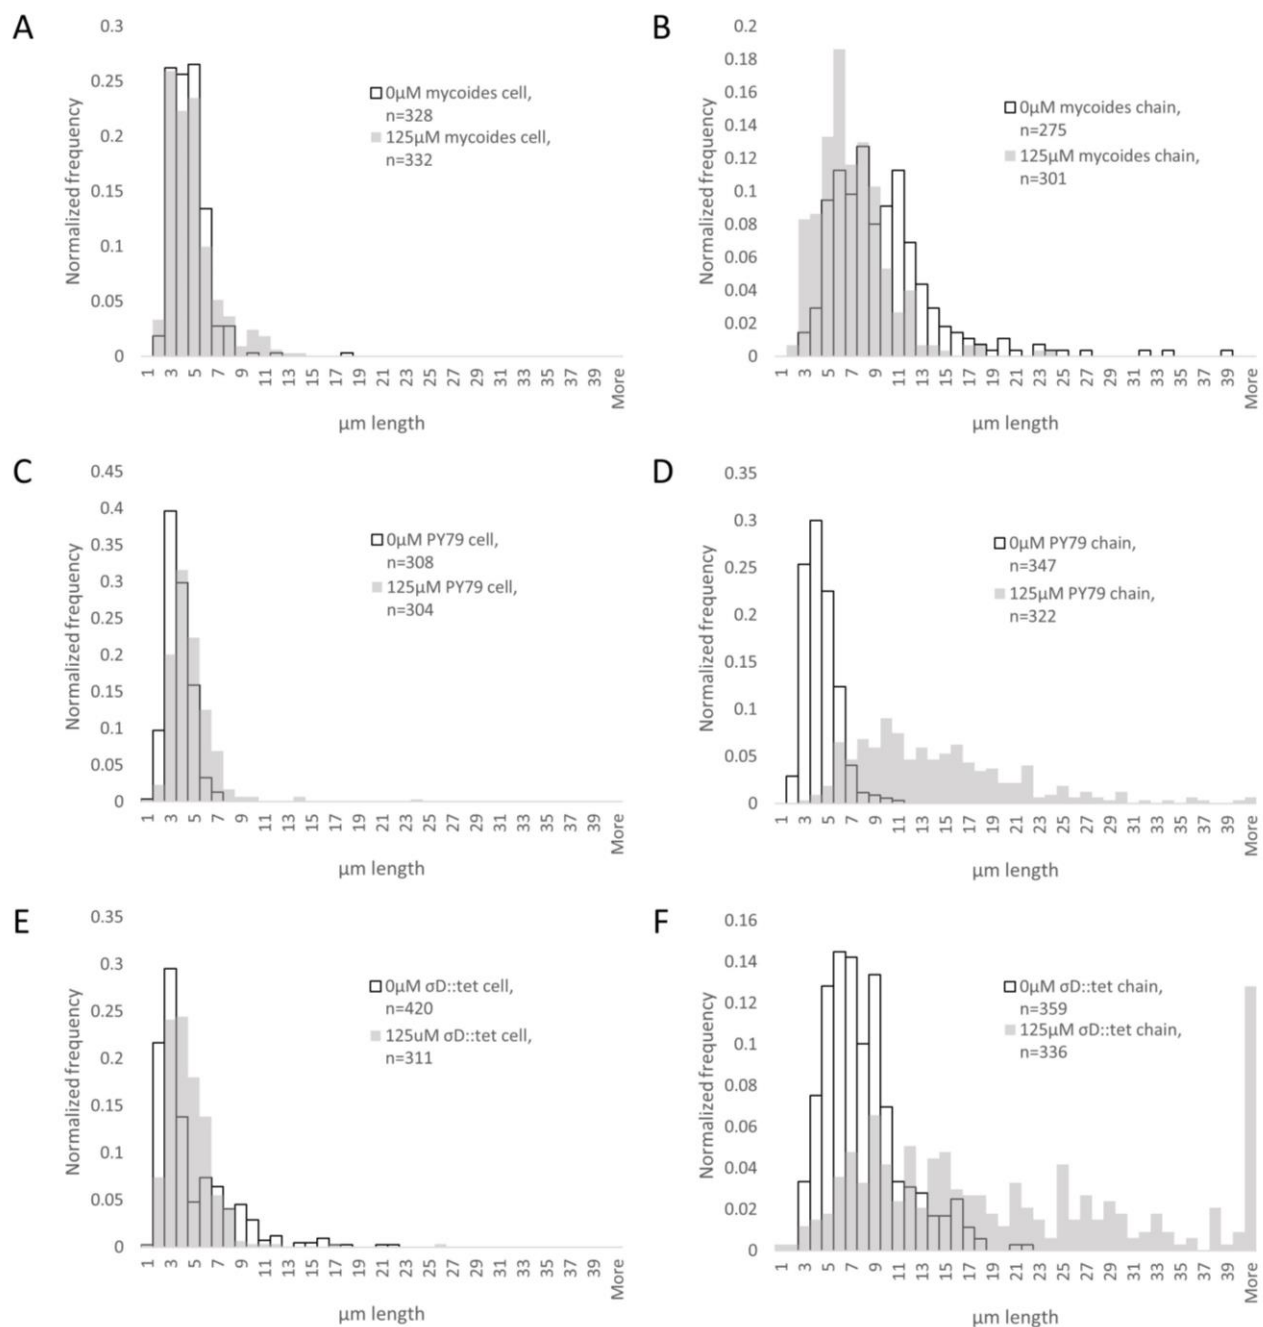 A
0.3
0.25
0.2
0.15
0.1
0.05
0
Normalized frequency
0µM mycoides cell,
n=328
125µM mycoides cell,
n=332
1 3 5 7 9 11 13 15 17 19 21 23 25 27 29 31 33 35 37 39 More
µm length
B
0.2
0.18
0.16
0.14
0.12
0.1
0.08
0.06
0.04
0.02
0
Normalized frequency
0µM mycoides chain,
n=275
125µM mycoides chain,
n=301
1 3 5 7 9 11 13 15 17 19 21 23 25 27 29 31 33 35 37 39 More
µm length
C
0.45
0.4
0.35
0.3
0.25
0.2
0.15
0.1
0.05
0
Normalized frequency
0µM PY79 cell,
n=308
125µM PY79 cell,
n=304
1 3 5 7 9 11 13 15 17 19 21 23 25 27 29 31 33 35 37 39 More
µm length
D
0.35
0.3
0.25
0.2
0.15
0.1
0.05
0
Normalized frequency
0µM PY79 chain,
n=347
125µM PY79 chain,
n=322
1 3 5 7 9 11 13 15 17 19 21 23 25 27 29 31 33 35 37 39 More
µm length
E
0.35
0.3
0.25
0.2
0.15
0.1
0.05
0
Normalized frequency
0µM σD::tet cell,
n=420
125uM σD::tet cell,
n=311
1 3 5 7 9 11 13 15 17 19 21 23 25 27 29 31 33 35 37 39 More
µm length
F
0.16
0.14
0.12
0.1
0.08
0.06
0.04
0.02
0
Normalized frequency
0µM σD::tet chain,
n=359
125µM σD::tet chain,
n=336
1 3 5 7 9 11 13 15 17 19 21 23 25 27 29 31 33 35 37 39 More
µm length